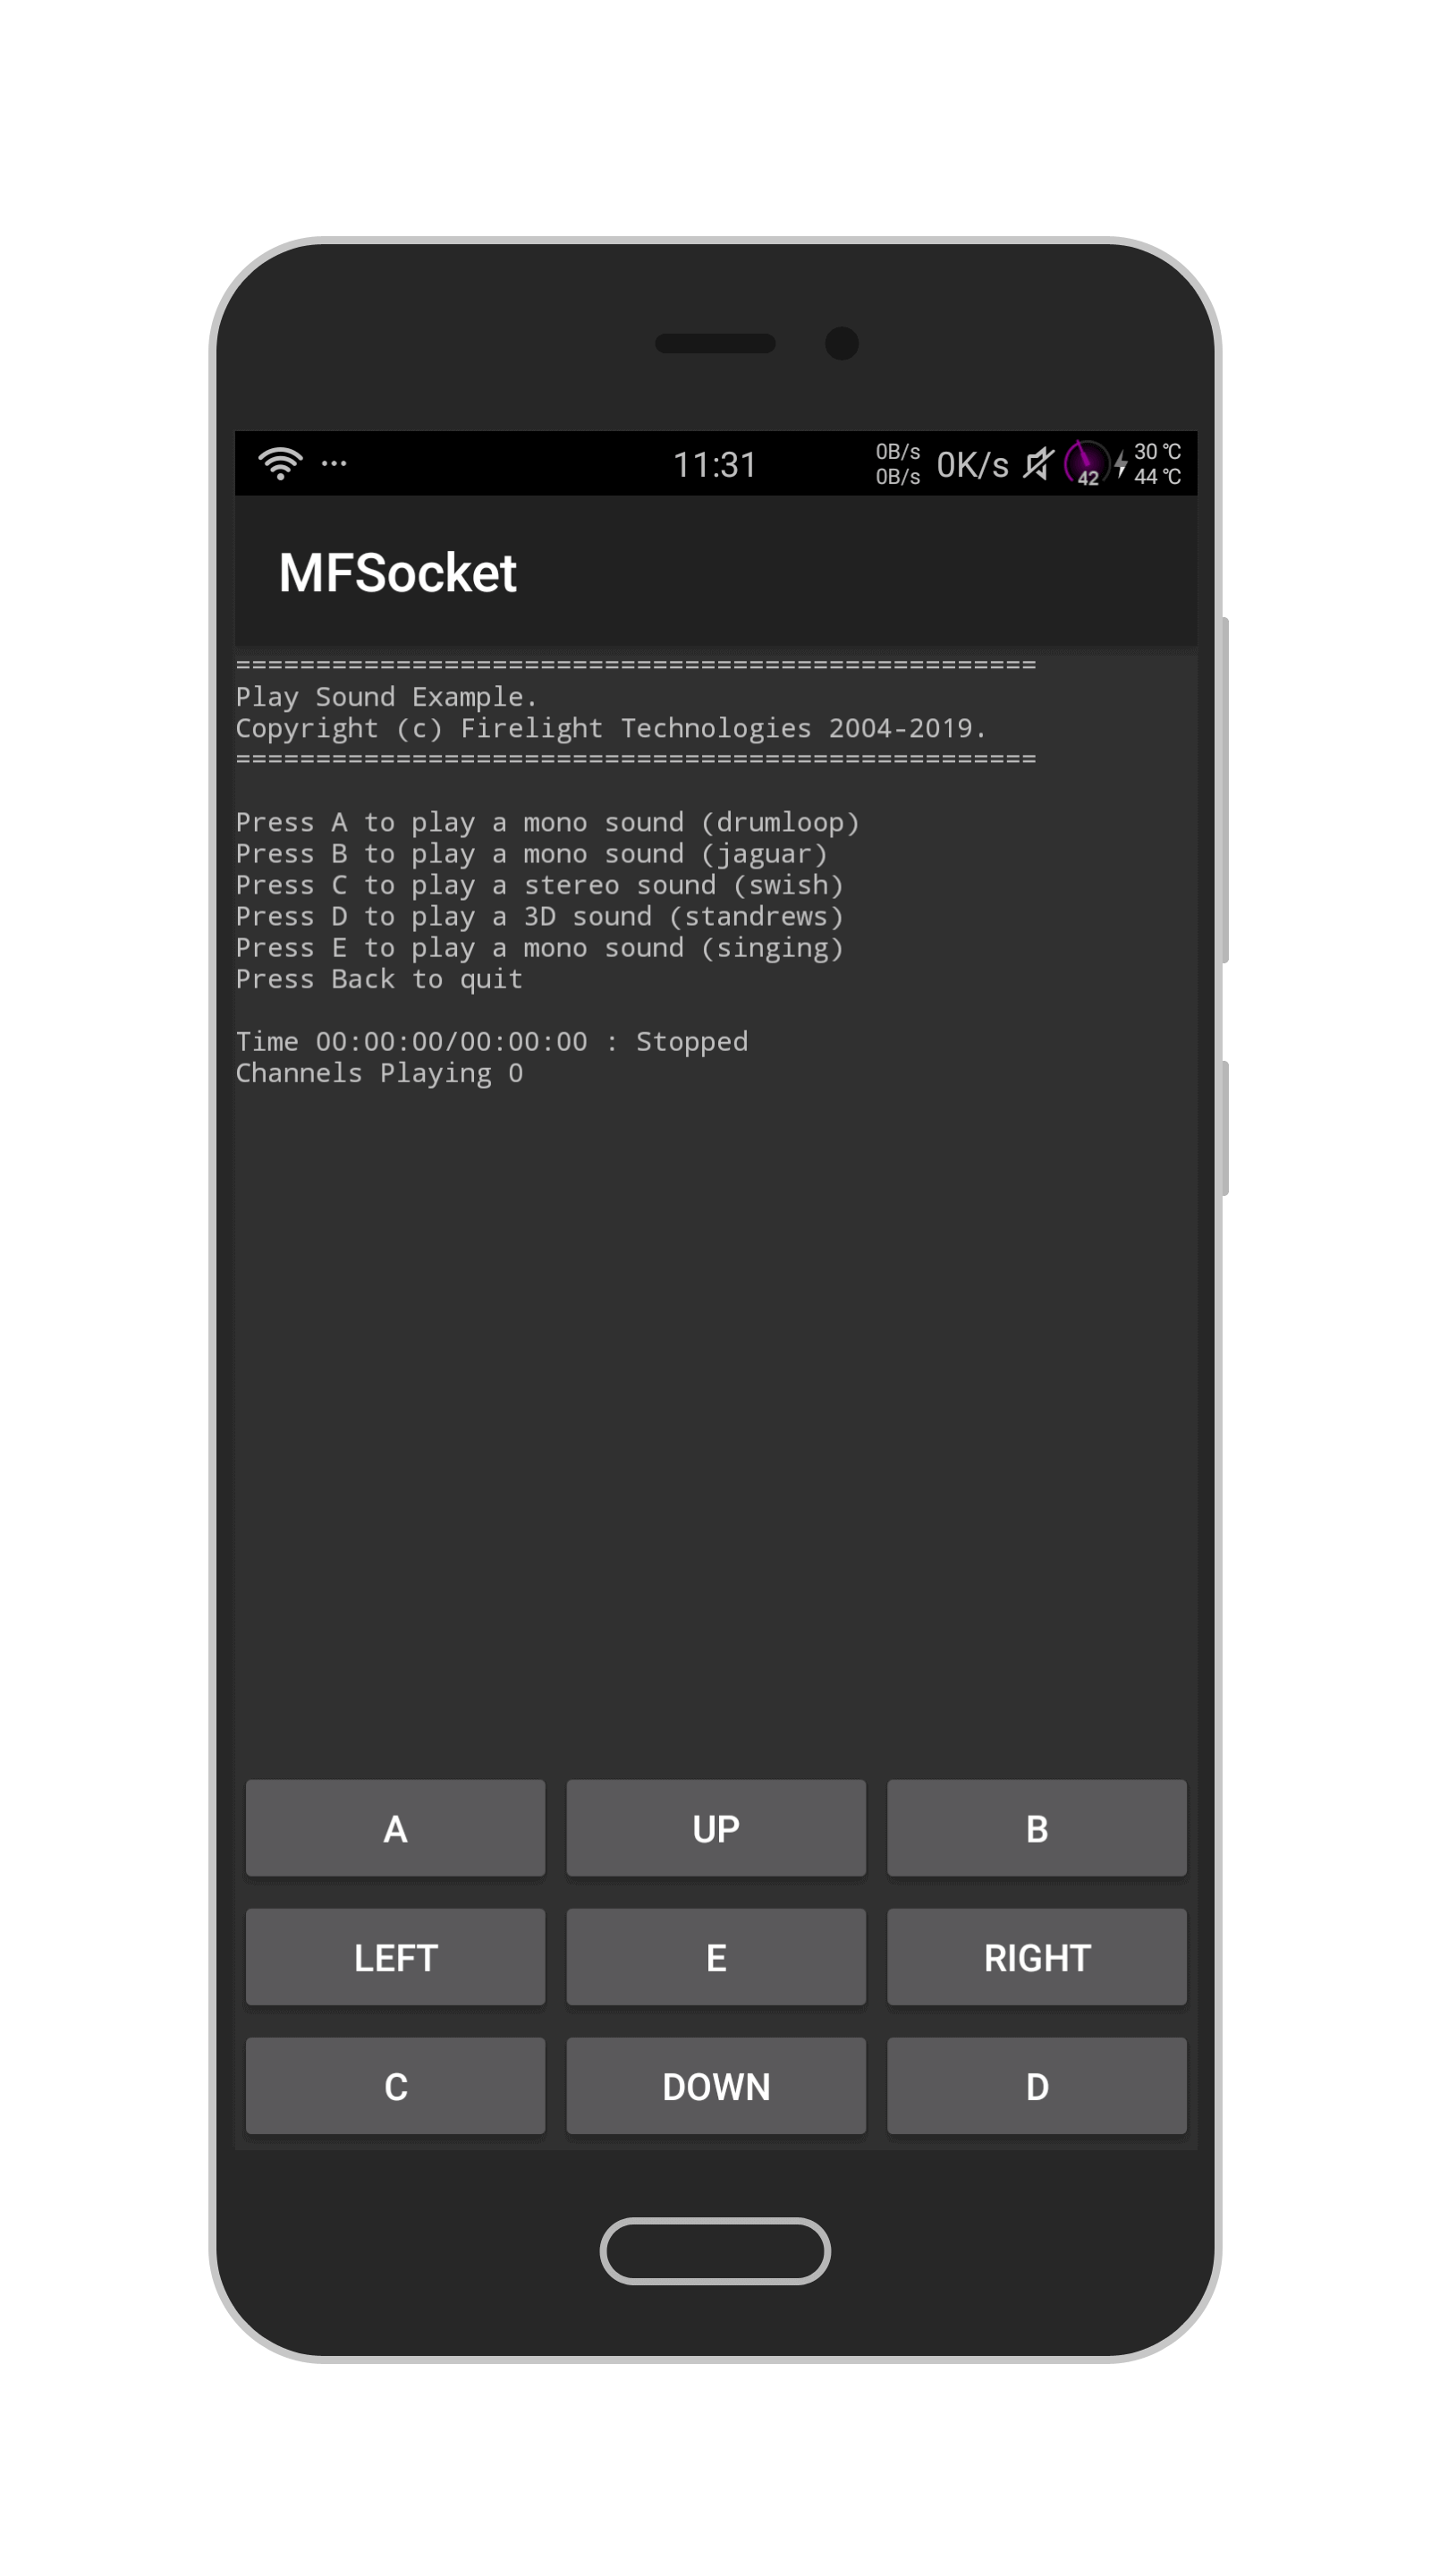 11:31 0B/s 0K/s 42 30 ℃
0B/s 44 ℃
MFSocket
==================================================
Play Sound Example.
Copyright (c) Firelight Technologies 2004-2019.
==================================================
Press A to play a mono sound (drumloop)
Press B to play a mono sound (jaguar)
Press C to play a stereo sound (swish)
Press D to play a 3D sound (standrews)
Press E to play a mono sound (singing)
Press Back to quit
Time 00:00:00/00:00:00 : Stopped
Channels Playing 0
A UP B
LEFT E RIGHT
C DOWN D